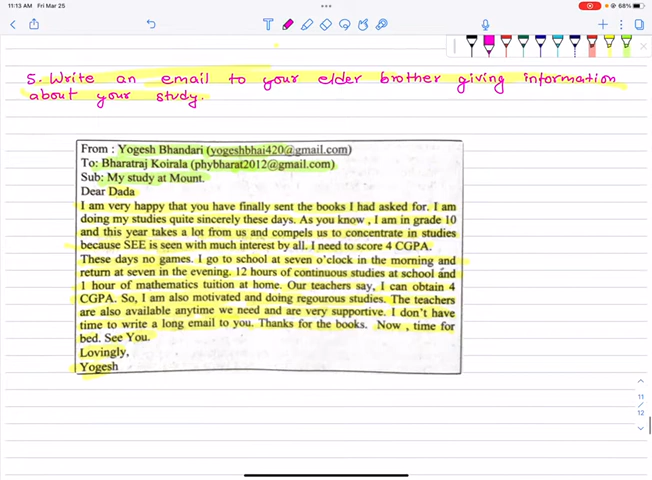 11:13 AM Fri Mar 25
68%
5. Write an email to your elder brother giving information
about your study.
From : Yogesh Bhandari (yogeshbhai420@gmail.com)
To: Bharatraj Koirala (phybharat2012@gmail.com)
Sub: My study at Mount.
Dear Dada
I am very happy that you have finally sent the books I had asked for. I am
doing my studies quite sincerely these days. As you know , I am in grade 10
and this year takes a lot from us and compels us to concentrate in studies
because SEE is seen with much interest by all. I need to score 4 CGPA.
These days no games. I go to school at seven o'clock in the morning and
return at seven in the evening. 12 hours of continuous studies at school and
1 hour of mathematics tuition at home. Our teachers say, I can obtain 4
CGPA. So, I am also motivated and doing regourous studies. The teachers
are also available anytime we need and are very supportive. I don't have
time to write a long email to you. Thanks for the books. Now , time for
bed. See You.
Lovingly,
Yogesh
11
/
12